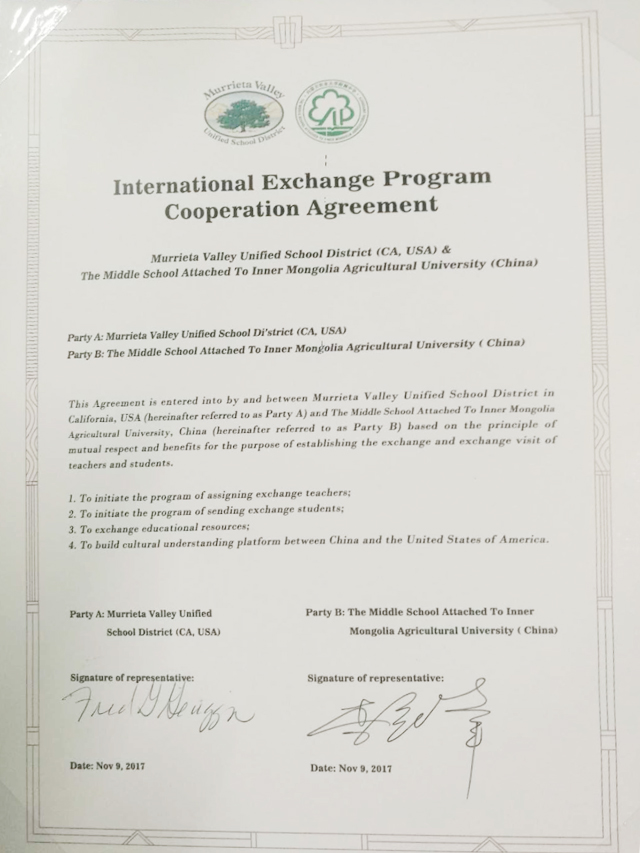 Murrieta Valley
Unified School District
International Exchange Program
Cooperation Agreement
Murrieta Valley Unified School District (CA, USA) &
The Middle School Attached To Inner Mongolia Agricultural University (China)
Party A: Murrieta Valley Unified School Di'strict (CA, USA)
Party B: The Middle School Attached To Inner Mongolia Agricultural University ( China)
This Agreement is entered into by and between Murrieta Valley Unified School District in
California, USA (hereinafter referred to as Party A) and The Middle School Attached To Inner Mongolia
Agricultural University, China (hereinafter referred to as Party B) based on the principle of
mutual respect and benefits for the purpose of establishing the exchange and exchange visit of
teachers and students.
1. To initiate the program of assigning exchange teachers;
2. To initiate the program of sending exchange students;
3. To exchange educational resources;
4. To build cultural understanding platform between China and the United States of America.
Party A: Murrieta Valley Unified
School District (CA, USA)
Party B: The Middle School Attached To Inner
Mongolia Agricultural University ( China)
Signature of representative:
Fred G
Date: Nov 9, 2017
Signature of representative:
Date: Nov 9, 2017